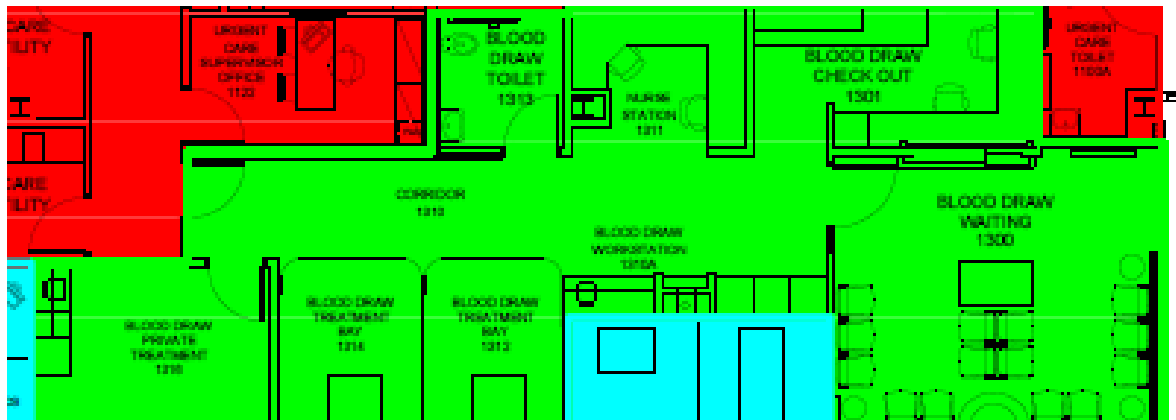 CARE
ILITY
URGENT
CARE
SUPERVISOR
OFFICE
1122
BLOOD
DRAW
TOILET
1313
NURSE
STATION
1311
BLOOD DRAW
CHECK OUT
1301
URGENT
CARE
TOILET
1103A
CARE
ILITY
CORRIDOR
1310
BLOOD DRAW
WORKSTATION
1310A
BLOOD DRAW
WAITING
1300
BLOOD DRAW
PRIVATE
TREATMENT
1316
BLOOD DRAW
TREATMENT
BAY
1314
BLOOD DRAW
TREATMENT
BAY
1312